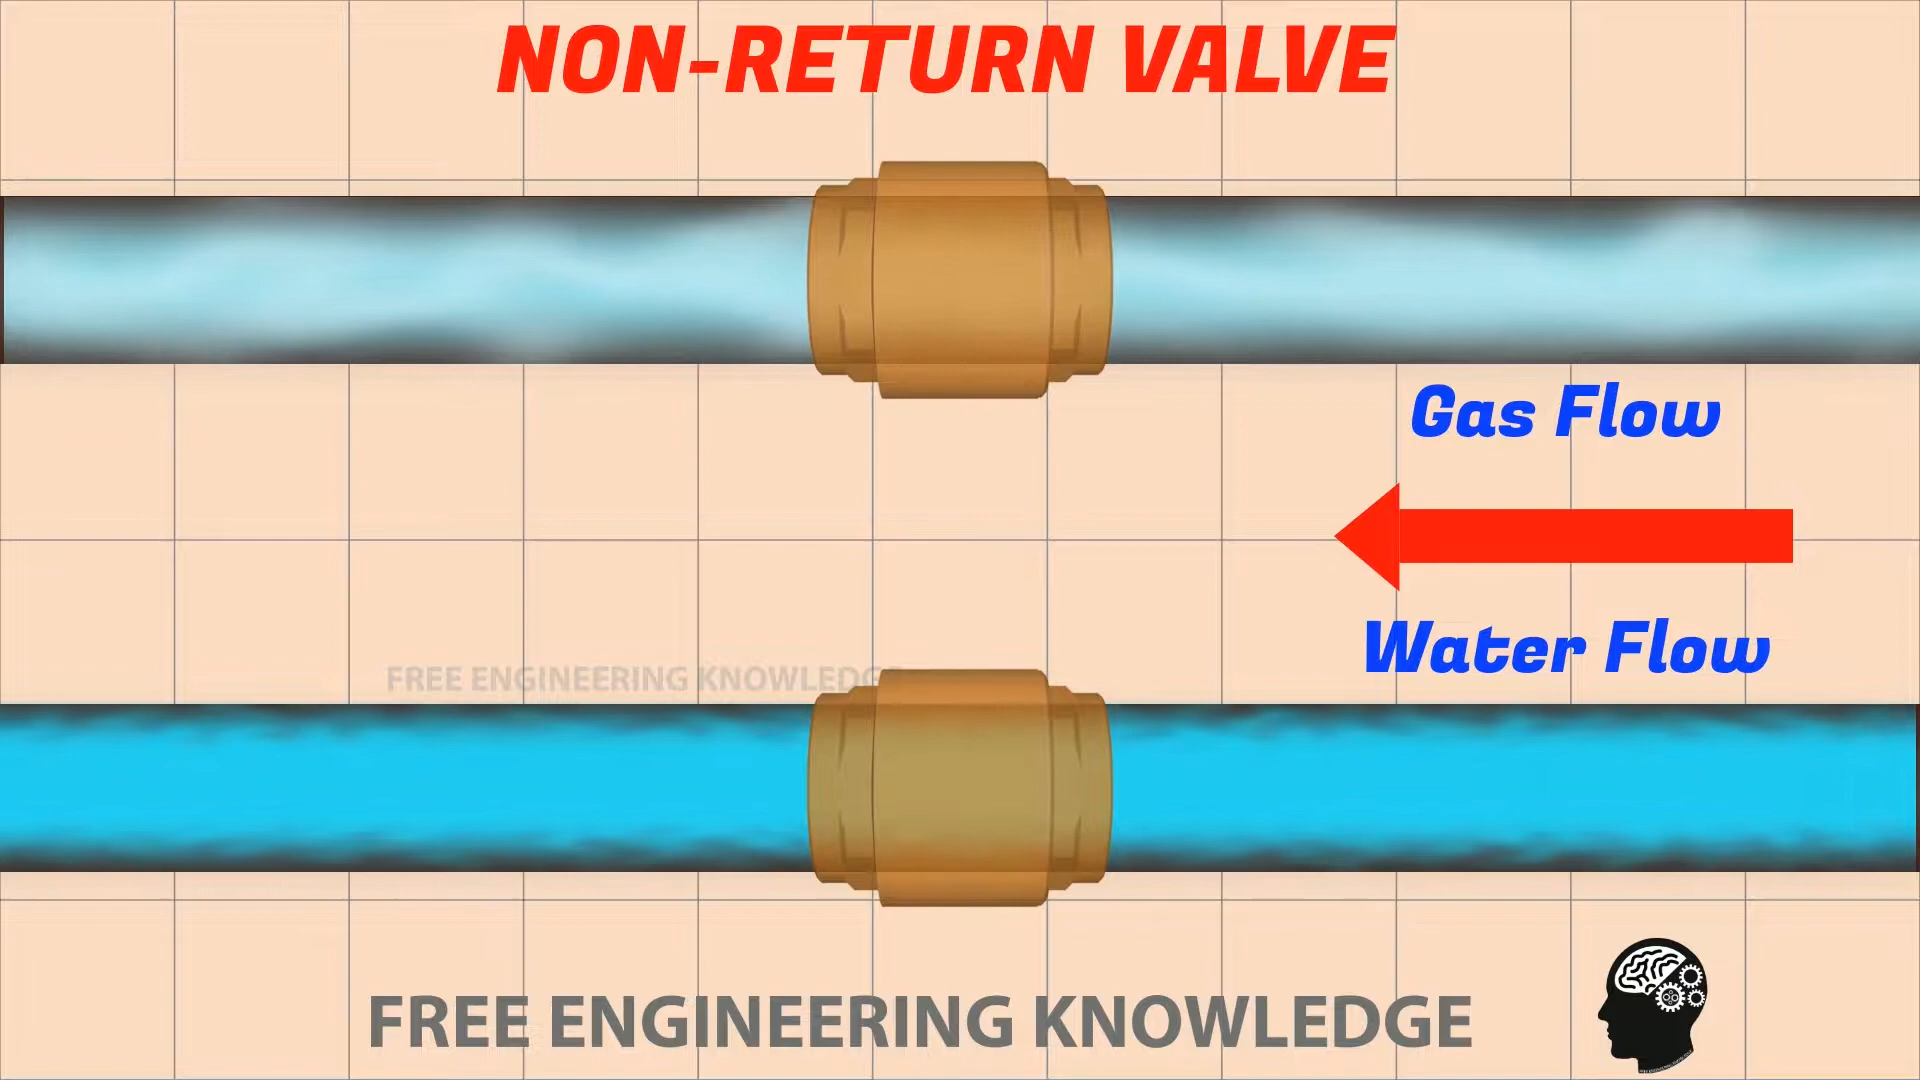 NON-RETURN VALVE
Gas Flow
Water Flow
FREE ENGINEERING KNOWLEDGE
FREE ENGINEERING KNOWLEDGE